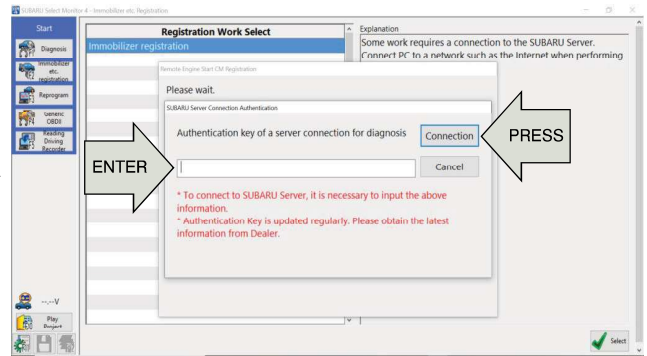 SUBARU Select Monitor 4 - Immobilizer etc. Registration
Start
Diagnosis
Immobilizer
etc.
registration
Reprogram
Generic
OBDII
Reading
Driving
Recorder
--.--V
Play
Project
Registration Work Select
Immobilizer registration
Explanation
Some work requires a connection to the SUBARU Server.
Connect PC to a network such as the Internet when performing
Remote Engine Start CM Registration
Please wait.
SUBARU Server Connection Authentication
Authentication key of a server connection for diagnosis
Connection
Cancel
* To connect to SUBARU Server, it is necessary to input the above
information.
* Authentication Key is updated regularly. Please obtain the latest
information from Dealer.
ENTER
PRESS
Select